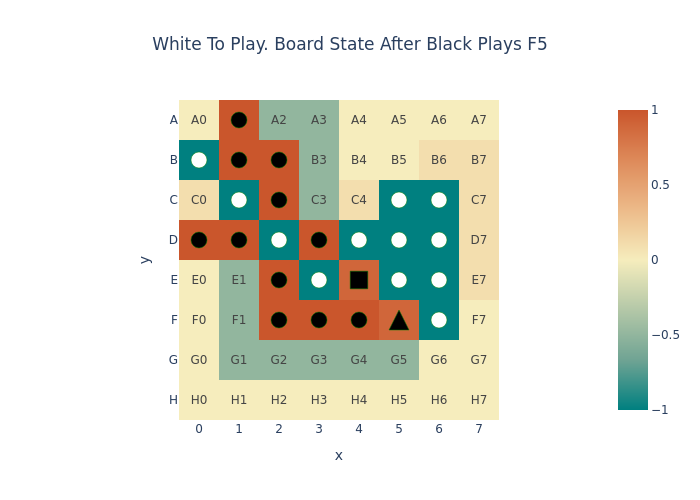 White To Play. Board State After Black Plays F5
A A0 A2 A3 A4 A5 A6 A7
B B3 B4 B5 B6 B7
C C0 C3 C4 C7
D D7
E E0 E1 E7
F F0 F1 F7
G G0 G1 G2 G3 G4 G5 G6 G7
H H0 H1 H2 H3 H4 H5 H6 H7
0 1 2 3 4 5 6 7
x
y
1
0.5
0
−0.5
−1